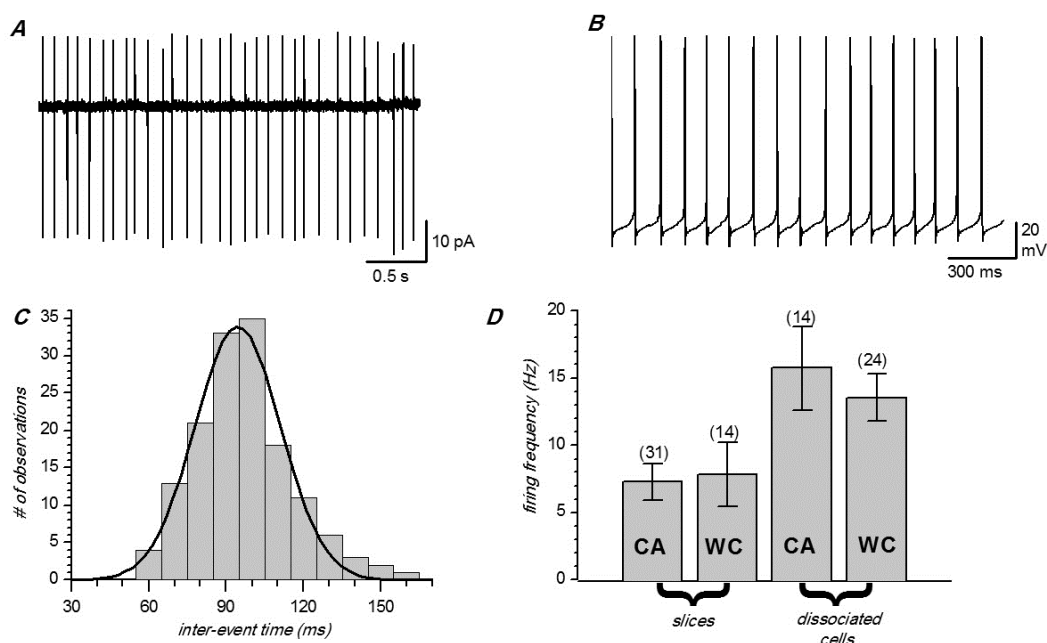 A
10 pA
0.5 s
B
20
mV
300 ms
C
# of observations
35
30
25
20
15
10
5
0
30
60
90
120
150
inter-event time (ms)
D
firing frequency (Hz)
20
15
10
5
0
(31)
(14)
(14)
(24)
CA
WC
CA
WC
slices
dissociated
cells